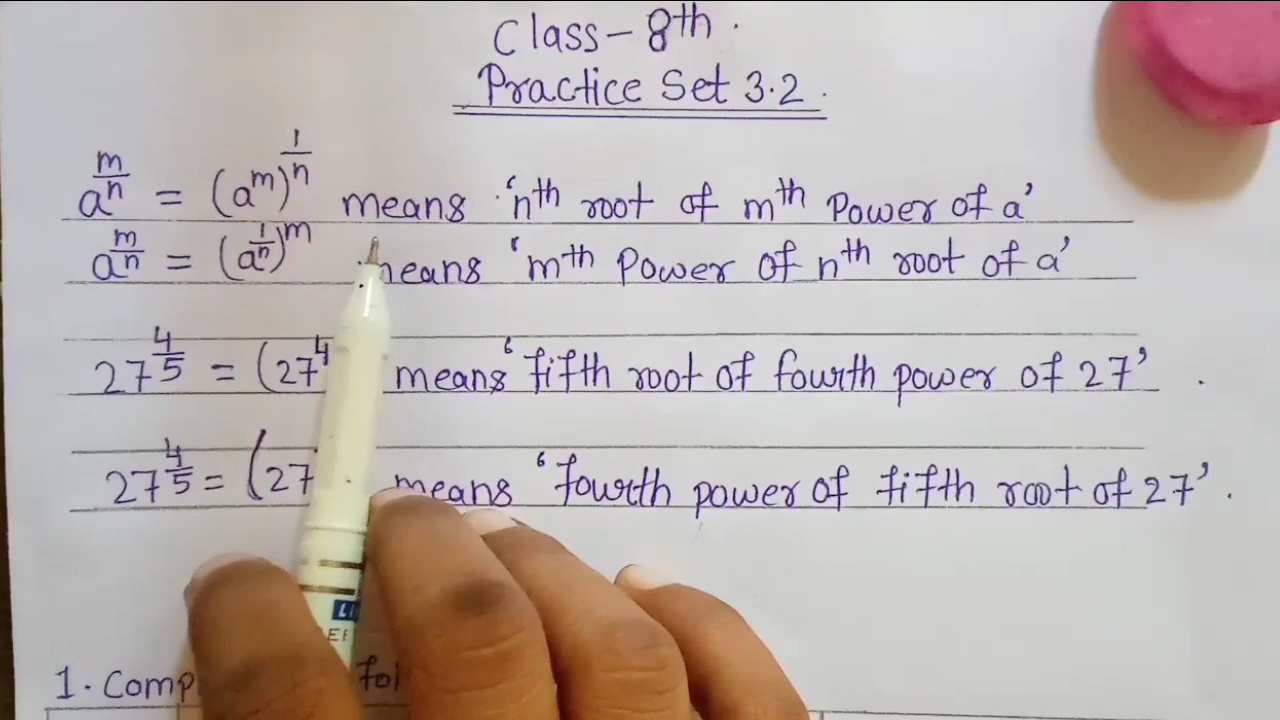 Class - 8th.
Practice Set 3.2.
a^(m/n) = (a^m)^(1/n) means 'nth root of mth Power of a'
a^(m/n) = (a^(1/n))^m means 'mth Power of nth root of a'
27^(4/5) = (27^4 means 'fifth root of fourth power of 27'.
27^(4/5) = (27 means 'fourth power of fifth root of 27'.
1. Comp fol